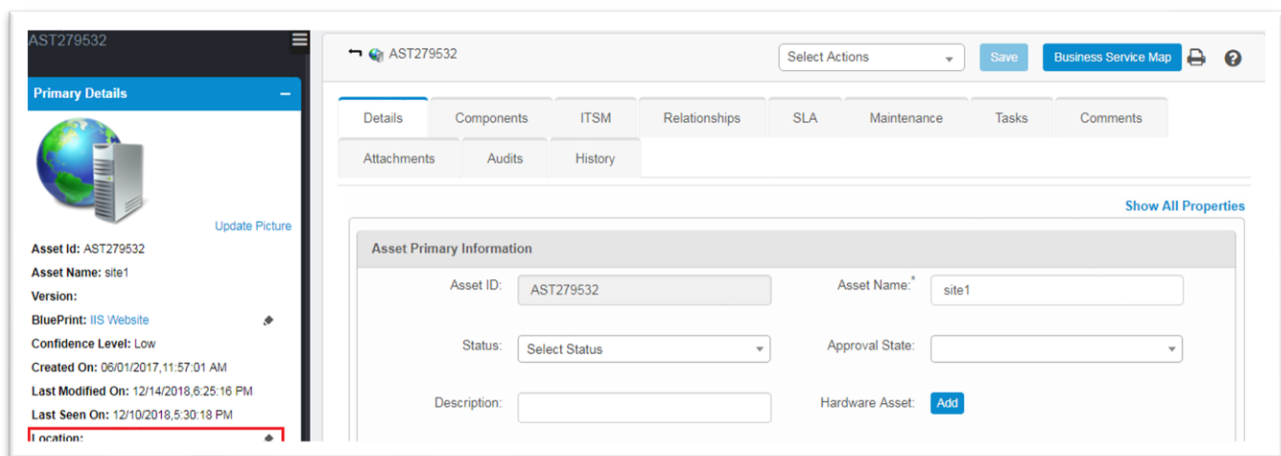 AST279532
Primary Details
Update Picture
Asset Id: AST279532
Asset Name: site1
Version:
BluePrint: IIS Website
Confidence Level: Low
Created On: 06/01/2017,11:57:01 AM
Last Modified On: 12/14/2018,6:25:16 PM
Last Seen On: 12/10/2018,5:30:18 PM
Location:
AST279532 Select Actions Save Business Service Map
Details Components ITSM Relationships SLA Maintenance Tasks Comments
Attachments Audits History
Show All Properties
Asset Primary Information
Asset ID: AST279532 Asset Name:* site1
Status: Select Status Approval State:
Description: Hardware Asset: Add